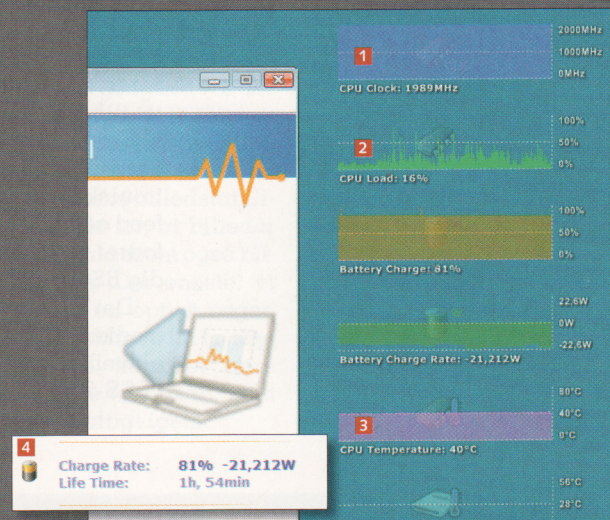 2000MHz
1
1000MHz
0MHz
CPU Clock: 1989MHz
100%
2
50%
0%
CPU Load: 16%
100%
50%
0%
Battery Charge: 81%
22,6W
0W
-22,6W
Battery Charge Rate: -21,212W
80°C
3
40°C
0°C
CPU Temperature: 40°C
4
Charge Rate: 81% -21,212W
Life Time: 1h, 54min
56°C
28°C